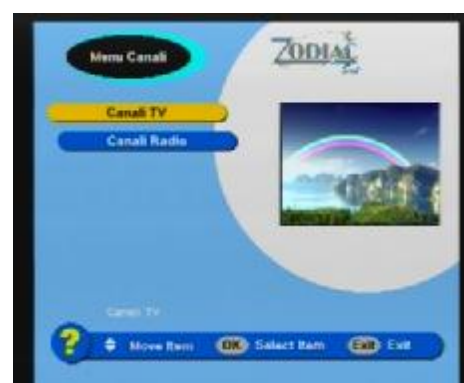 Menu Canali
ZODIAC
Canali TV
Canali Radio
Canali TV
Move Item OK Select Item Exit Exit